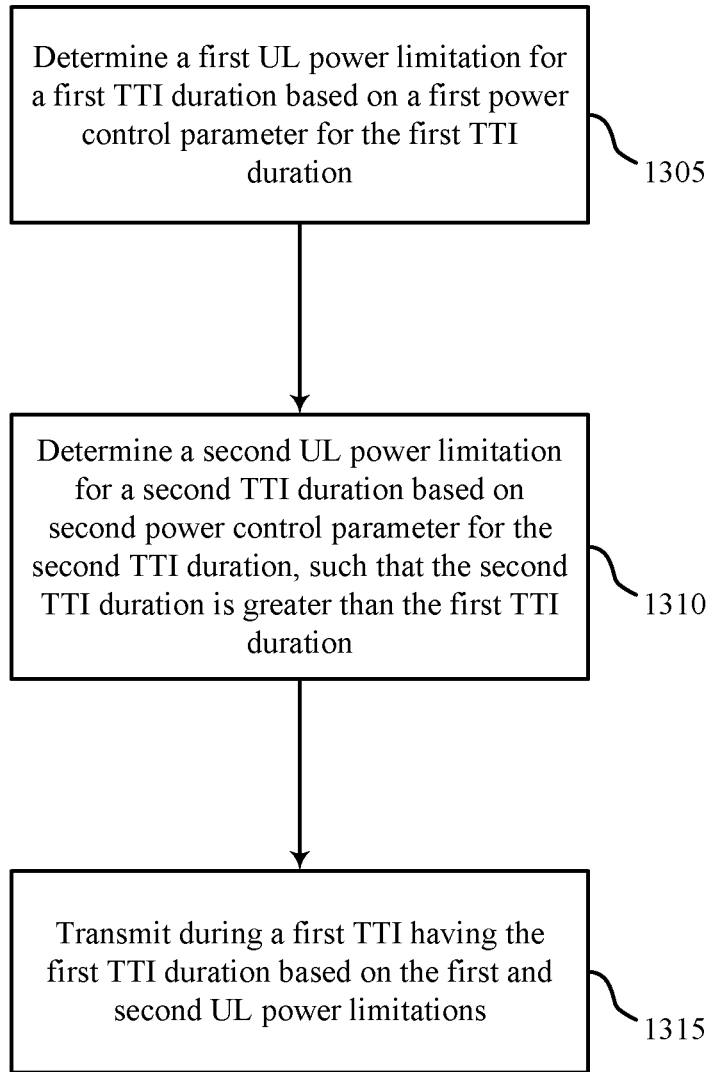 Determine a first UL power limitation for
a first TTI duration based on a first power
control parameter for the first TTI
duration
1305
Determine a second UL power limitation
for a second TTI duration based on
second power control parameter for the
second TTI duration, such that the second
TTI duration is greater than the first TTI
duration
1310
Transmit during a first TTI having the
first TTI duration based on the first and
second UL power limitations
1315